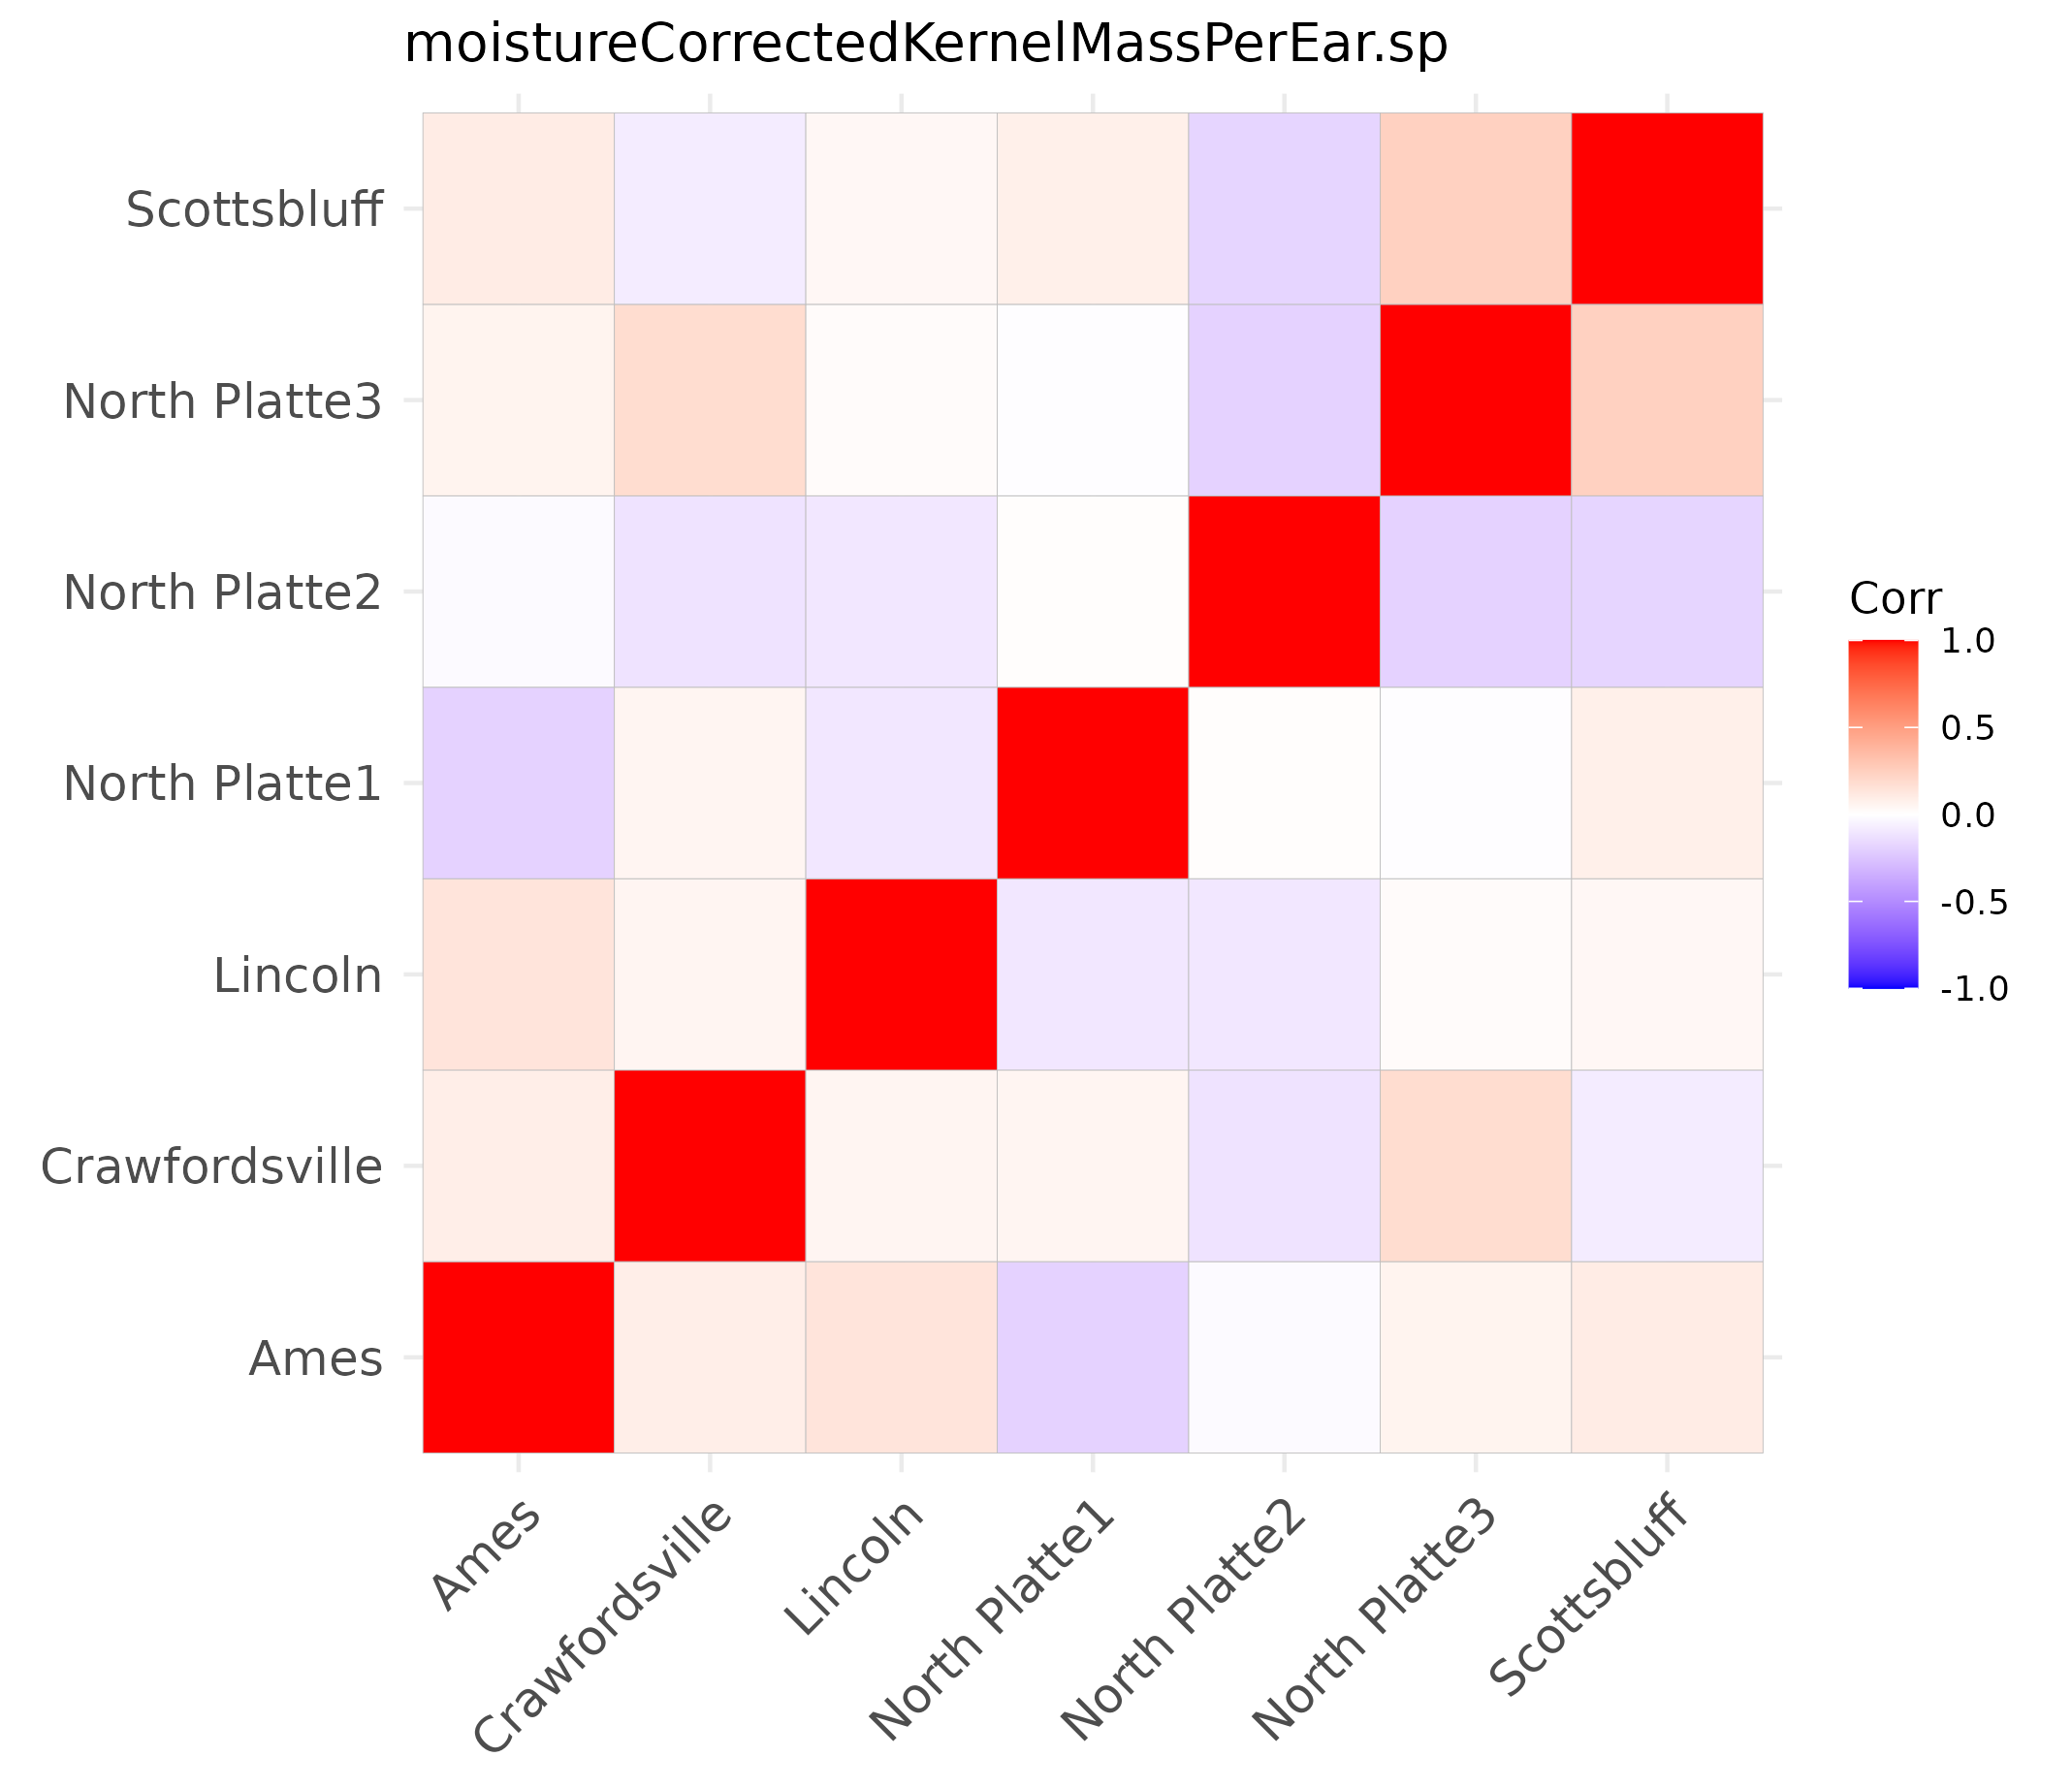 moistureCorrectedKernelMassPerEar.sp
Scottsbluff
North Platte3
North Platte2
North Platte1
Lincoln
Crawfordsville
Ames
Ames
Crawfordsville
Lincoln
North Platte1
North Platte2
North Platte3
Scottsbluff
Corr
1.0
0.5
0.0
-0.5
-1.0